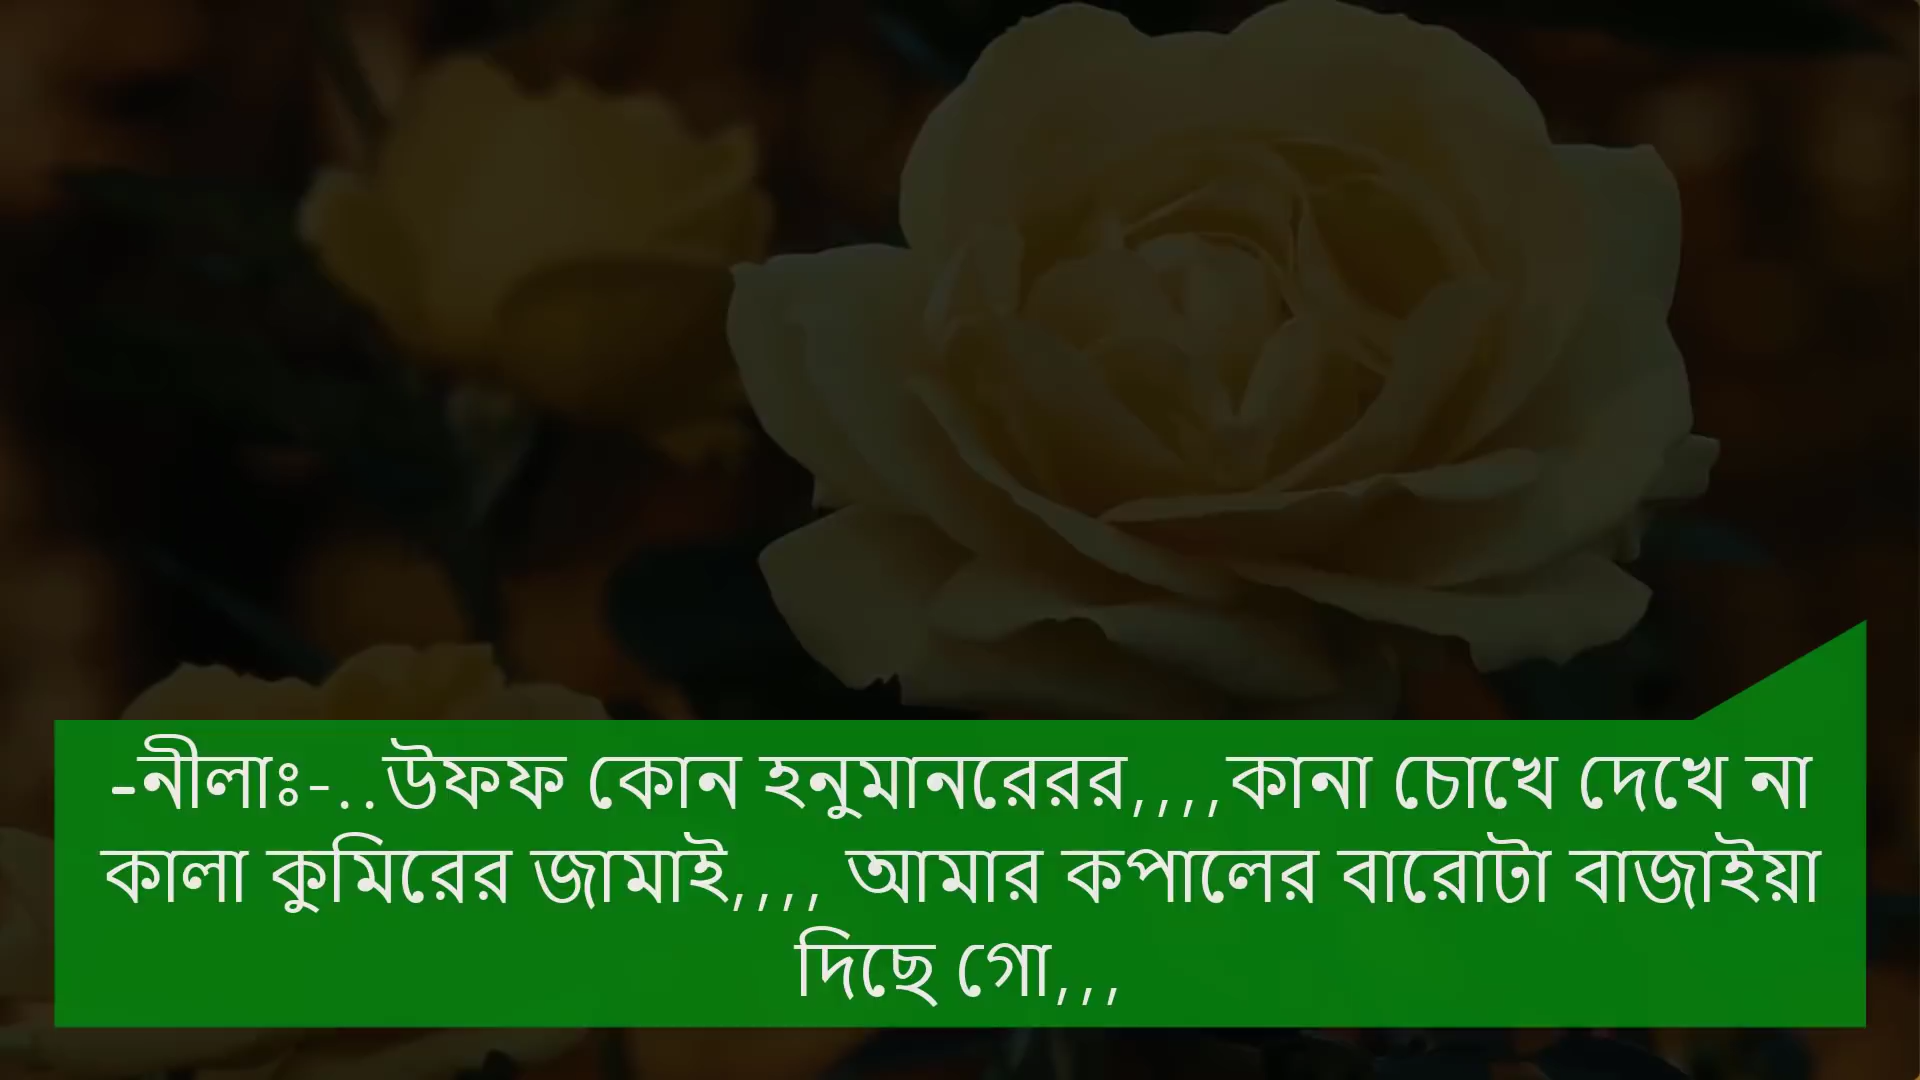 -নীলাঃ-..উফফ কোন হনুমানরেরর,,,,কানা চোখে দেখে না
কালা কুমিরের জামাই,,,, আমার কপালের বারোটা বাজাইয়া
দিছে গো,,,